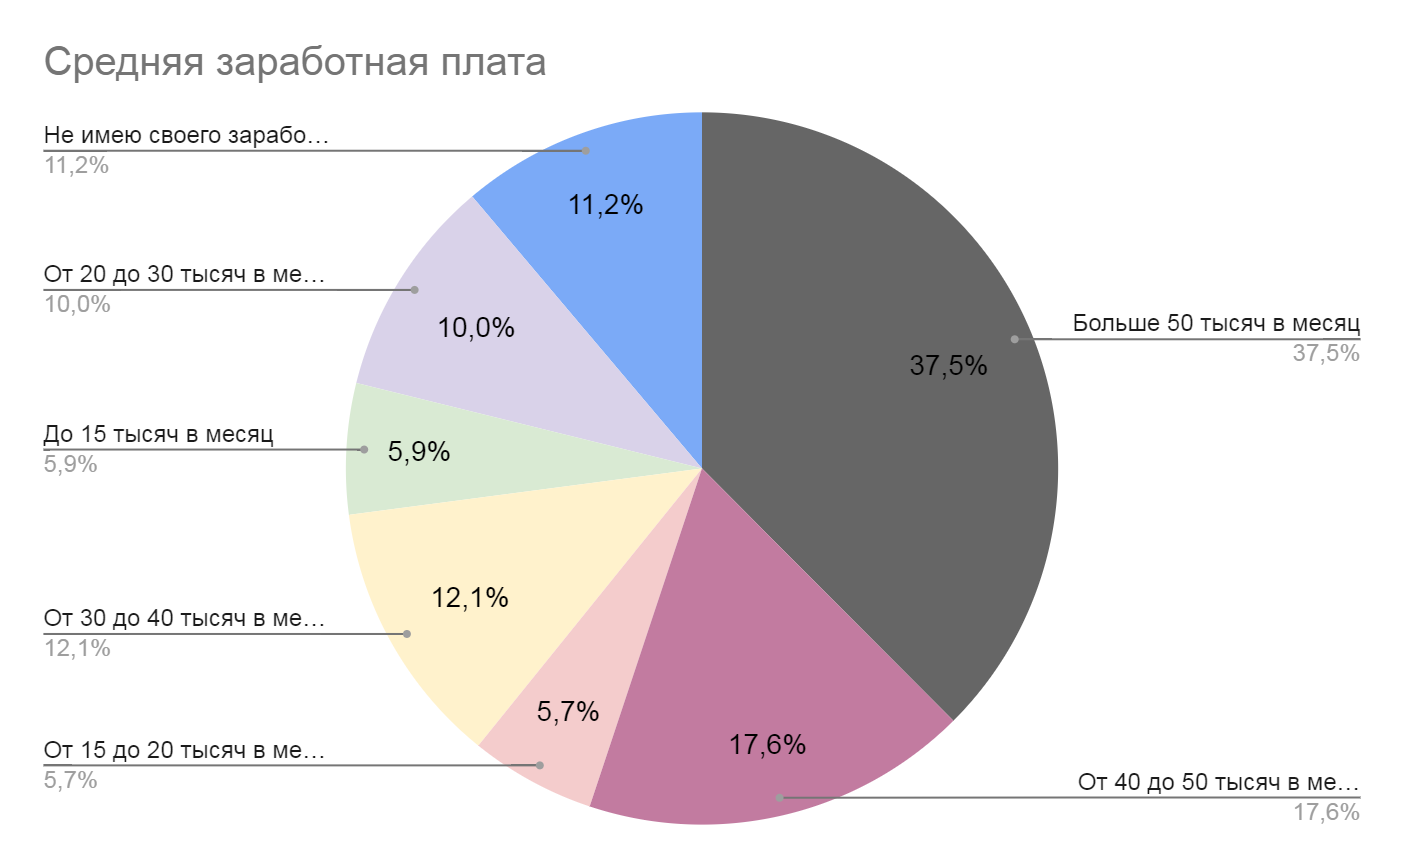 Средняя заработная плата
Не имею своего зарабо…
11,2%
11,2%
От 20 до 30 тысяч в ме…
10,0%
10,0%
Больше 50 тысяч в месяц
37,5%
37,5%
До 15 тысяч в месяц
5,9%
5,9%
От 30 до 40 тысяч в ме…
12,1%
12,1%
От 15 до 20 тысяч в ме…
5,7%
5,7%
17,6%
От 40 до 50 тысяч в ме…
17,6%